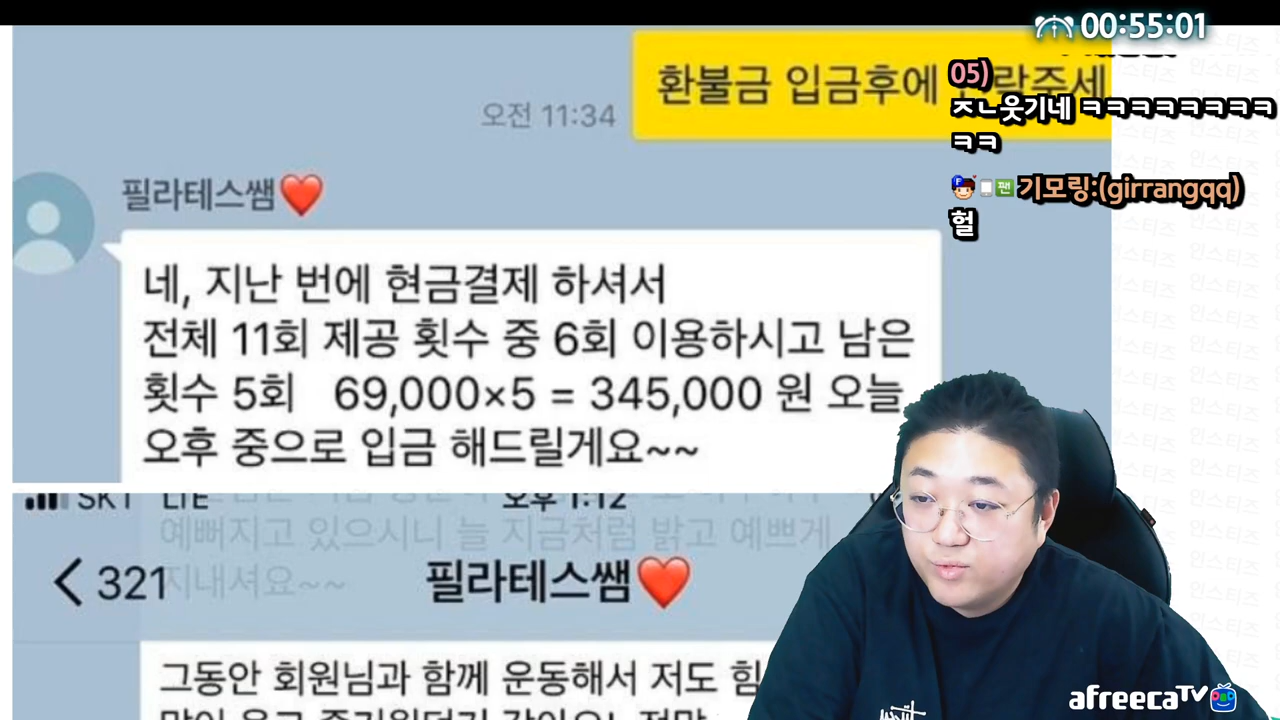 00:55:01
환불금 입금후에
락주세
오전 11:34
05)
ㅈㄴ웃기네 ㅋㅋㅋㅋㅋㅋㅋㅋ
ㅋㅋ
팬 기모링:(girrangqq)
헐
필라테스쌤❤️
네, 지난 번에 현금결제 하셔서
전체 11회 제공 횟수 중 6회 이용하시고 남은
횟수 5회 69,000×5 = 345,000 원 오늘
오후 중으로 입금 해드릴게요~~
SKT LTE 오후 1:12
예뻐지고 있으시니 늘 지금처럼 밝고 예쁘게
지내셔요~~
< 321 필라테스쌤❤️
그동안 회원님과 함께 운동해서 저도 힘
afreecaTV
인스티즈